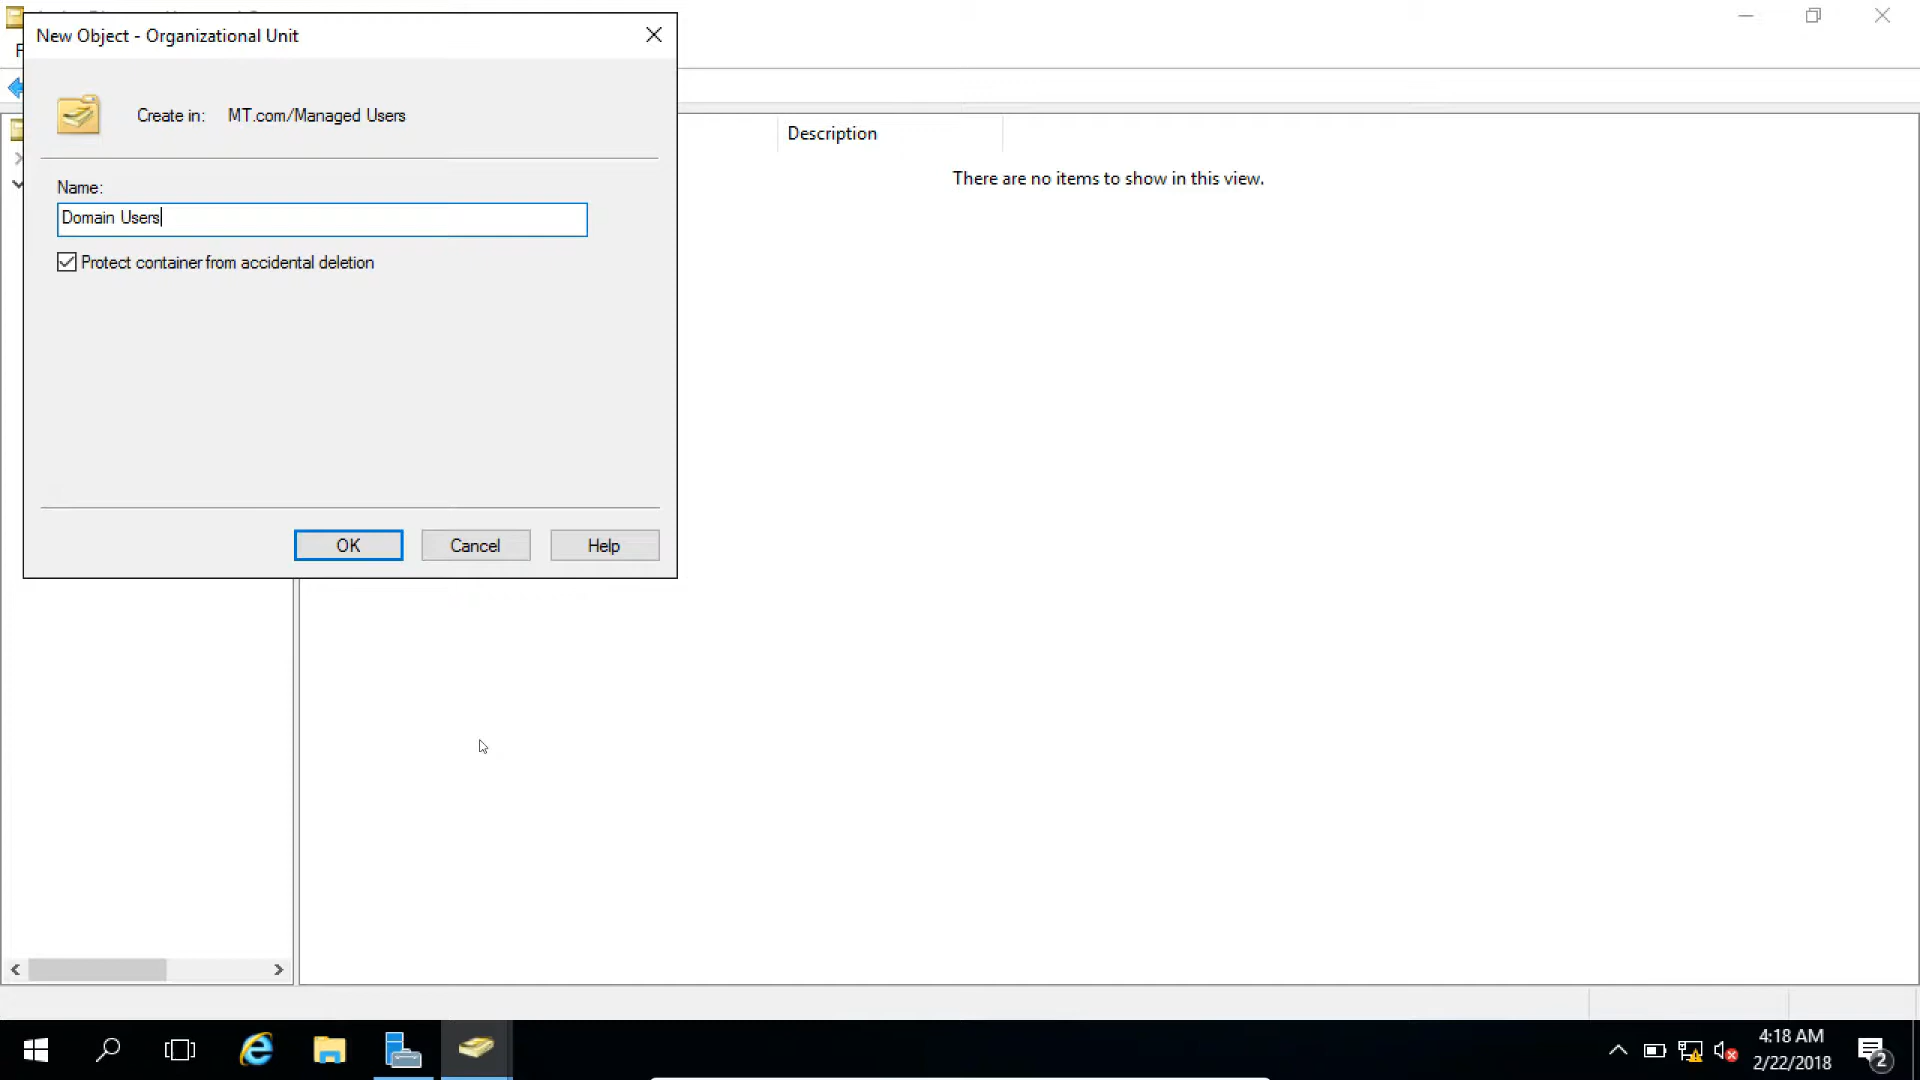 New Object - Organizational Unit
Create in: MT.com/Managed Users
Name:
Domain Users
Protect container from accidental deletion
OK
Cancel
Help
Description
There are no items to show in this view.
4:18 AM
2/22/2018
2